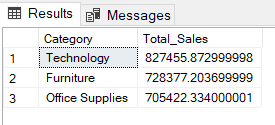 Results Messages
Category Total_Sales
1 Technology 827455.872999998
2 Furniture 728377.203699999
3 Office Supplies 705422.334000001